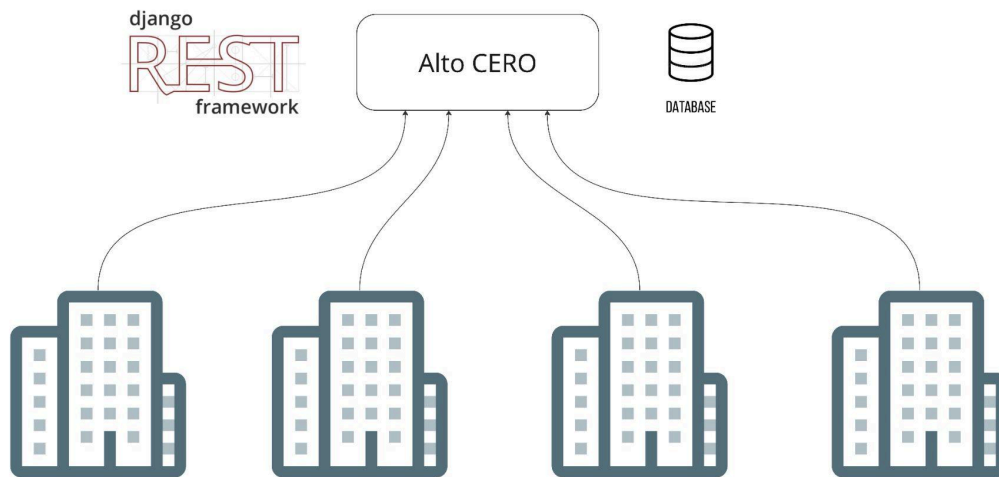 django
REST
framework
Alto CERO
DATABASE